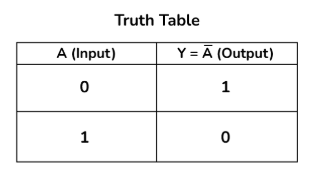 Truth Table
A (Input) Y = A̅ (Output)
0 1
1 0